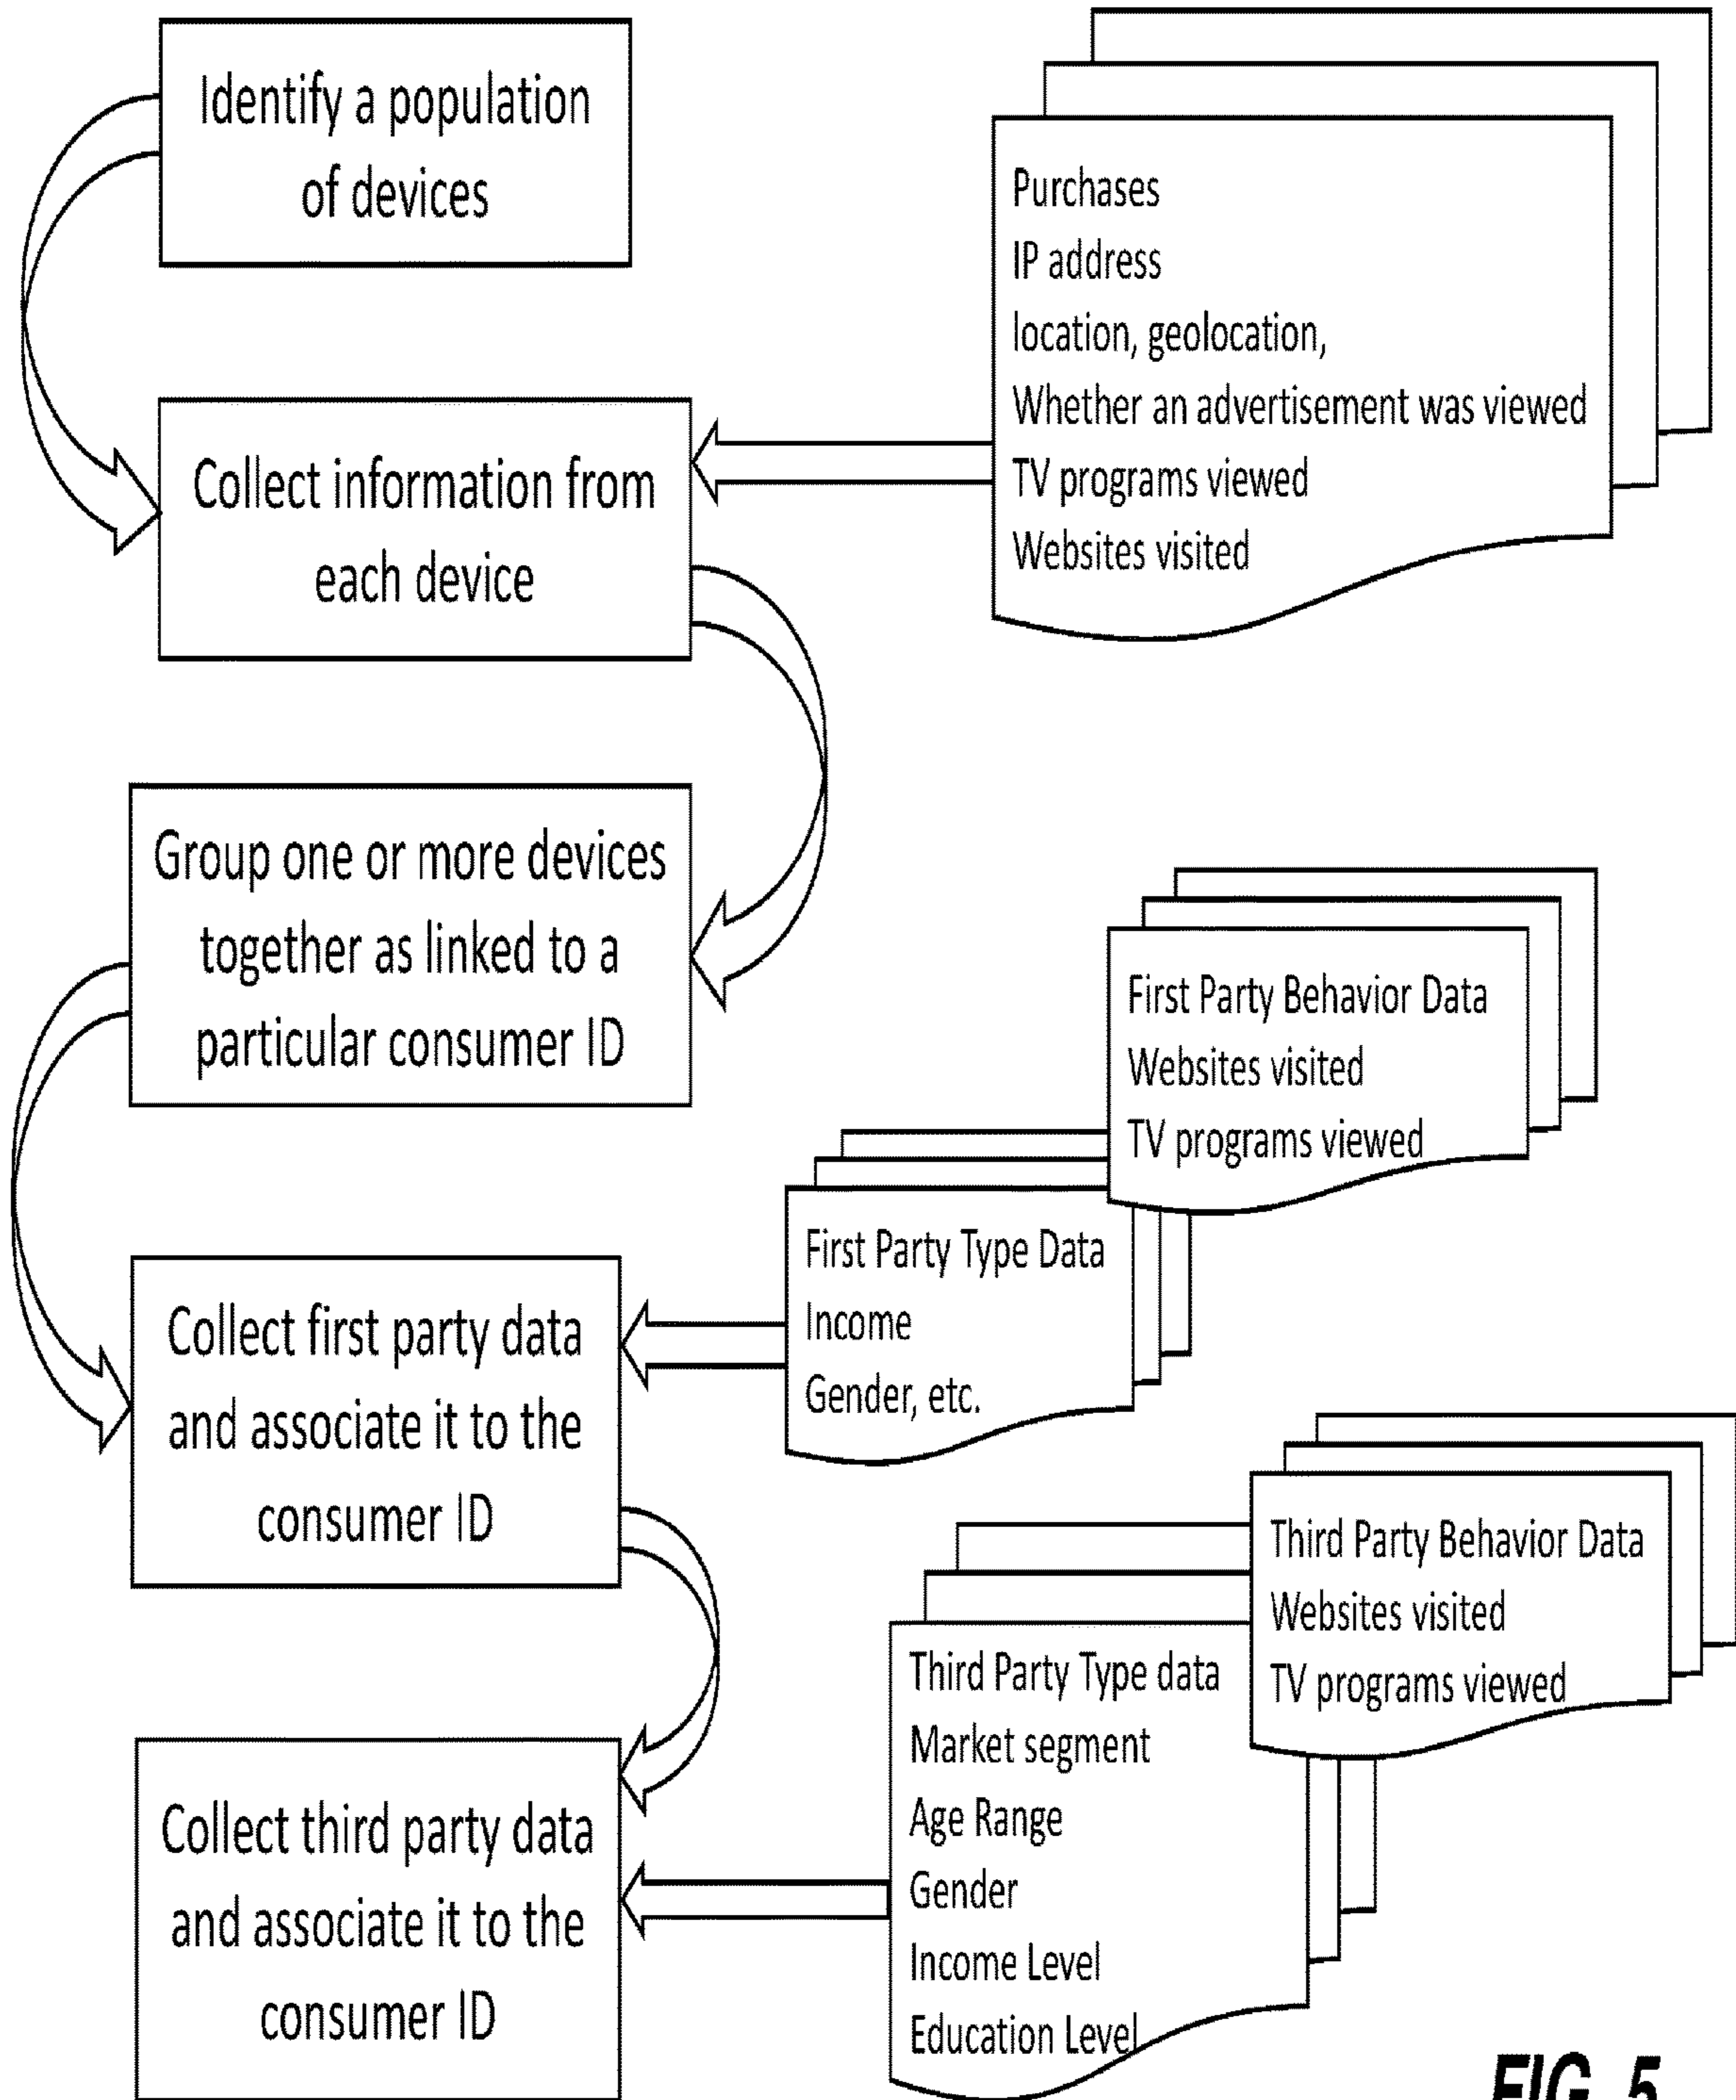 Identify a population
of devices
Purchases
IP address
location, geolocation,
Whether an advertisement was viewed
TV programs viewed
Websites visited
Collect information from
each device
Group one or more devices
together as linked to a
particular consumer ID
First Party Behavior Data
Websites visited
TV programs viewed
First Party Type Data
Income
Gender, etc.
Collect first party data
and associate it to the
consumer ID
Third Party Behavior Data
Websites visited
TV programs viewed
Third Party Type data
Market segment
Age Range
Gender
Income Level
Education Level
Collect third party data
and associate it to the
consumer ID
FIG. 5